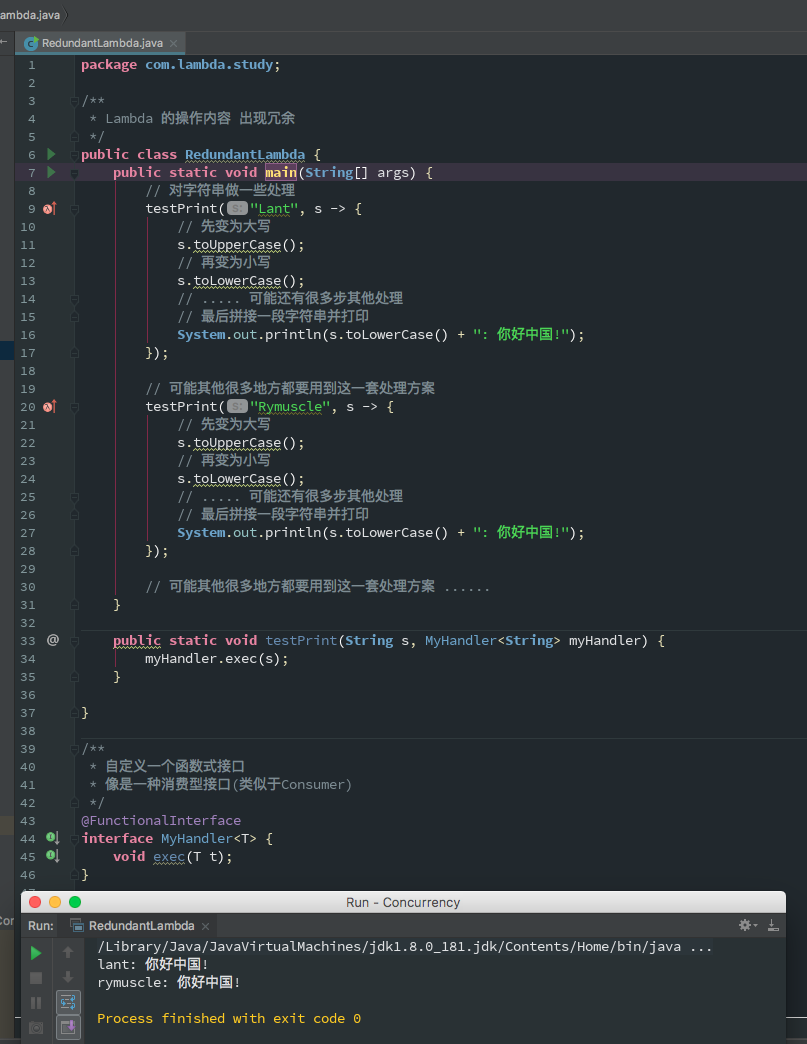 ambda.java
RedundantLambda.java
1 package com.lambda.study;
2
3 /**
4 * Lambda 的操作内容 出现冗余
5 */
6 public class RedundantLambda {
7 public static void main(String[] args) {
8 // 对字符串做一些处理
9 testPrint( s: "Lant", s -> {
10 // 先变为大写
11 s.toUpperCase();
12 // 再变为小写
13 s.toLowerCase();
14 // ..... 可能还有很多步其他处理
15 // 最后拼接一段字符串并打印
16 System.out.println(s.toLowerCase() + ": 你好中国!");
17 });
18
19 // 可能其他很多地方都要用到这一套处理方案
20 testPrint( s: "Rymuscle", s -> {
21 // 先变为大写
22 s.toUpperCase();
23 // 再变为小写
24 s.toLowerCase();
25 // ..... 可能还有很多步其他处理
26 // 最后拼接一段字符串并打印
27 System.out.println(s.toLowerCase() + ": 你好中国!");
28 });
29
30 // 可能其他很多地方都要用到这一套处理方案 ......
31 }
32
33 @ public static void testPrint(String s, MyHandler<String> myHandler) {
34 myHandler.exec(s);
35 }
36
37 }
38
39 /**
40 * 自定义一个函数式接口
41 * 像是一种消费型接口(类似于Consumer)
42 */
43 @FunctionalInterface
44 interface MyHandler<T> {
45 void exec(T t);
46 }
Run - Concurrency
Run: RedundantLambda
/Library/Java/JavaVirtualMachines/jdk1.8.0_181.jdk/Contents/Home/bin/java ...
lant: 你好中国!
rymuscle: 你好中国!
Process finished with exit code 0